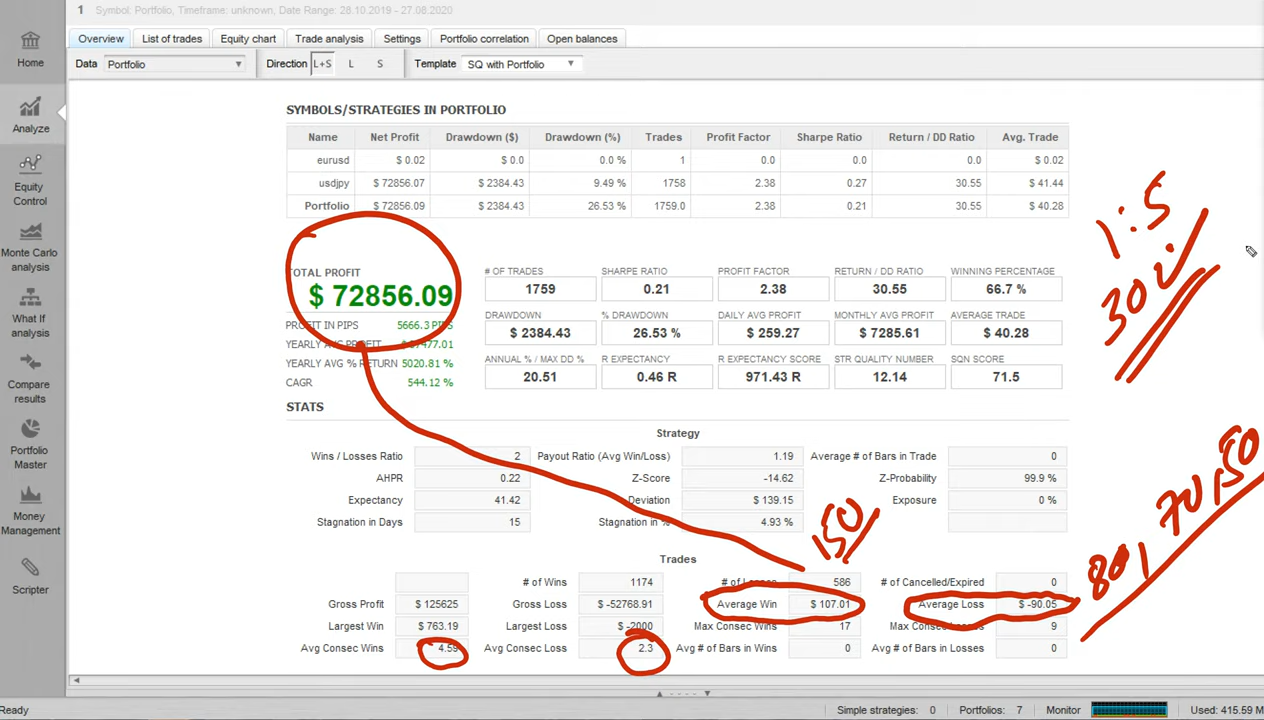 1 Symbol: Portfolio, Timeframe: unknown, Date Range: 28.10.2019 - 27.08.2020
Overview List of trades Equity chart Trade analysis Settings Portfolio correlation Open balances
Data Portfolio Direction L+S L S Template SQ with Portfolio
Home
Analyze
Equity Control
Monte Carlo analysis
What If analysis
Compare results
Portfolio Master
Money Management
Scripter
SYMBOLS/STRATEGIES IN PORTFOLIO
Name Net Profit Drawdown ($) Drawdown (%) Trades Profit Factor Sharpe Ratio Return / DD Ratio Avg. Trade
eurusd $ 0.02 $ 0.0 0.0 % 1 0.0 0.0 0.0 $ 0.02
usdjpy $ 72856.07 $ 2384.43 9.49 % 1758 2.38 0.27 30.55 $ 41.44
Portfolio $ 72856.09 $ 2384.43 26.53 % 1759.0 2.38 0.21 30.55 $ 40.28
1:5
TOTAL PROFIT
$ 72856.09
PROFIT IN PIPS 5666.3 PIPS
YEARLY AVG PROFIT
YEARLY AVG % RETURN 5020.81 %
CAGR 544.12 %
# OF TRADES SHARPE RATIO PROFIT FACTOR RETURN / DD RATIO WINNING PERCENTAGE
1759 0.21 2.38 30.55 66.7 %
DRAWDOWN % DRAWDOWN DAILY AVG PROFIT MONTHLY AVG PROFIT AVERAGE TRADE
$ 2384.43 26.53 % $ 259.27 $ 7285.61 $ 40.28
ANNUAL % / MAX DD % R EXPECTANCY R EXPECTANCY SCORE STR QUALITY NUMBER SQN SCORE
20.51 0.46 R 971.43 R 12.14 71.5
STATS
Strategy
Wins / Losses Ratio 2 Payout Ratio (Avg Win/Loss) 1.19 Average # of Bars in Trade 0
AHPR 0.22 Z-Score -14.62 Z-Probability 99.9 %
Expectancy 41.42 Deviation $ 139.15 Exposure 0 %
Stagnation in Days 15 Stagnation in % 4.93 %
150
Trades
# of Wins 1174 # of Losses 586 # of Cancelled/Expired 0
Gross Profit $ 125625 Gross Loss $ -52768.91 Average Win $ 107.01 Average Loss $ -90.05
Largest Win $ 763.19 Largest Loss $ -2000 Max Consec Wins 17 Max Consec Losses 9
Avg Consec Wins 4.59 Avg Consec Loss 2.3 Avg # of Bars in Wins 0 Avg # of Bars in Losses 0
Ready Simple strategies: 0 Portfolios: 7 Monitor Used: 415.59 M